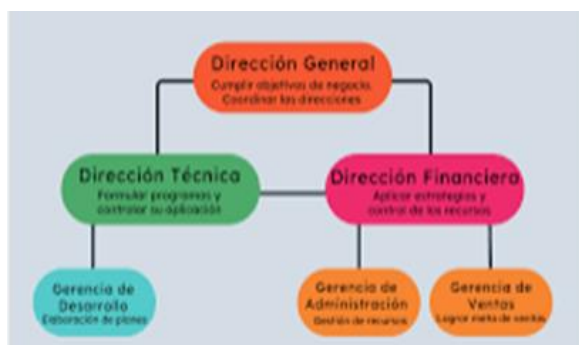 Dirección General
Cumplir objetivos de negocio.
Coordinar las direcciones
Dirección Técnica
Formular programas y
controlar su aplicación
Dirección Financiera
Aplicar estrategias y
control de los recursos
Gerencia de
Desarrollo
Elaboración de planes
Gerencia de
Administración
Gestión de recursos
Gerencia de
Ventas
Lograr meta de ventas